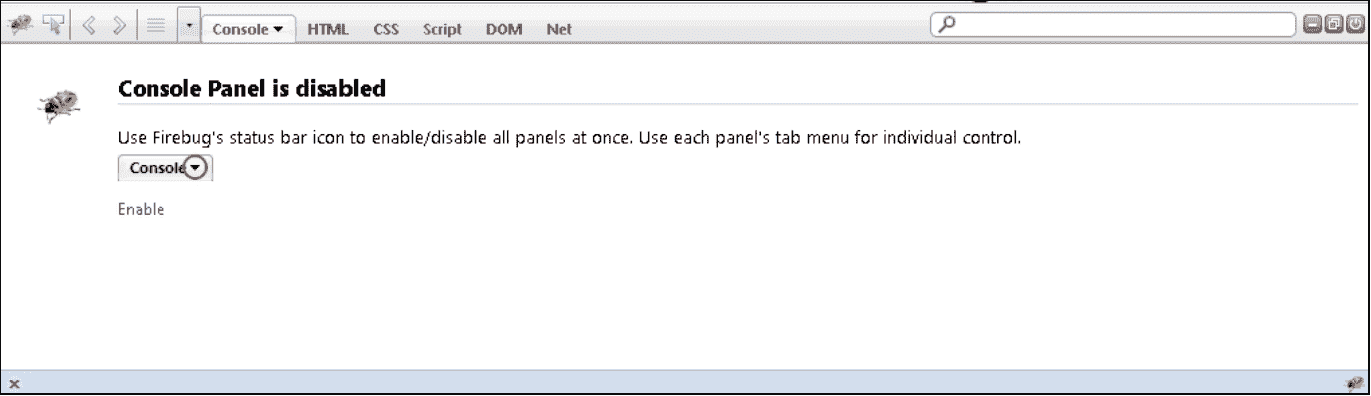 Console HTML CSS Script DOM Net
Console Panel is disabled
Use Firebug's status bar icon to enable/disable all panels at once. Use each panel's tab menu for individual control.
Console
Enable